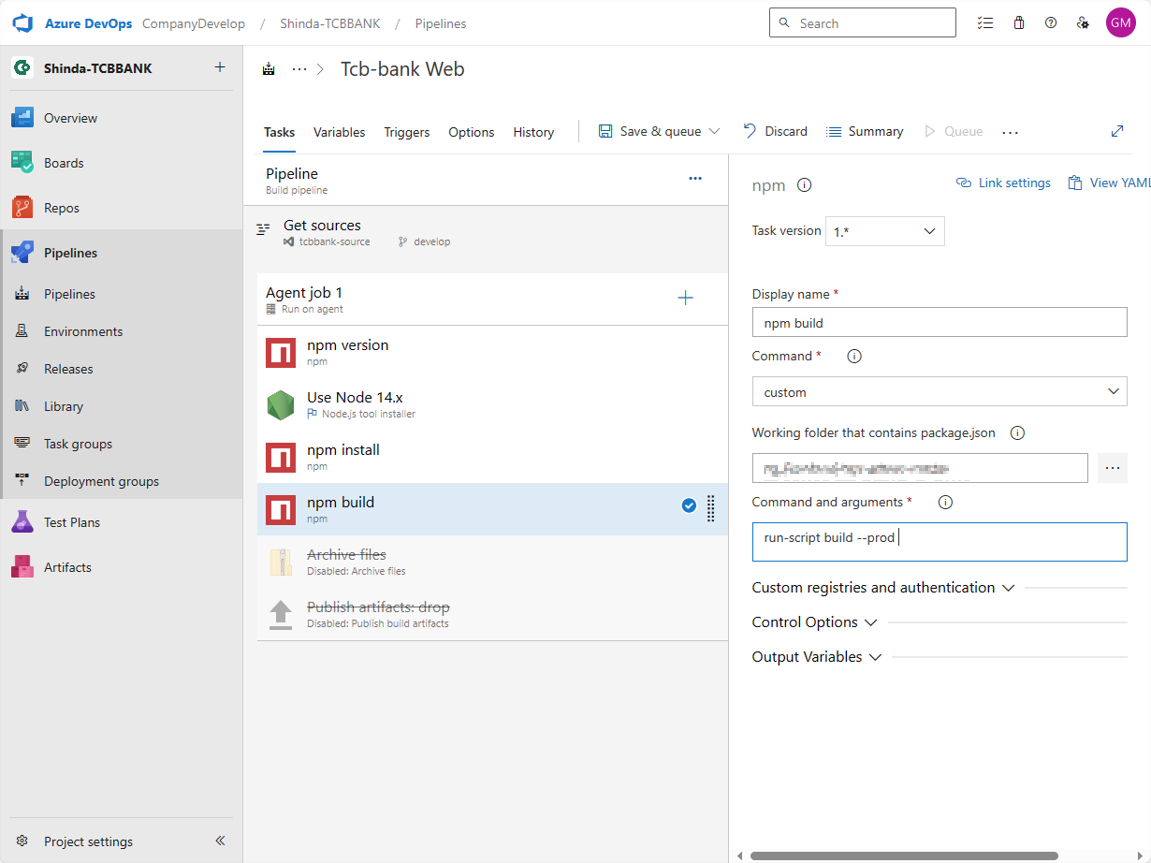 Azure DevOps CompanyDevelop / Shinda-TCBBANK / Pipelines Search GM
Shinda-TCBBANK
Overview
Boards
Repos
Pipelines
Pipelines
Environments
Releases
Library
Task groups
Deployment groups
Test Plans
Artifacts
Project settings
Tcb-bank Web
Tasks Variables Triggers Options History Save & queue Discard Summary Queue
Pipeline
Build pipeline
Get sources
tcbbank-source develop
Agent job 1
Run on agent
npm version
npm
Use Node 14.x
Node.js tool installer
npm install
npm
npm build
npm
Archive files
Disabled: Archive files
Publish artifacts: drop
Disabled: Publish build artifacts
npm Link settings View YAML
Task version 1.*
Display name *
npm build
Command *
custom
Working folder that contains package.json
Command and arguments *
run-script build --prod
Custom registries and authentication
Control Options
Output Variables